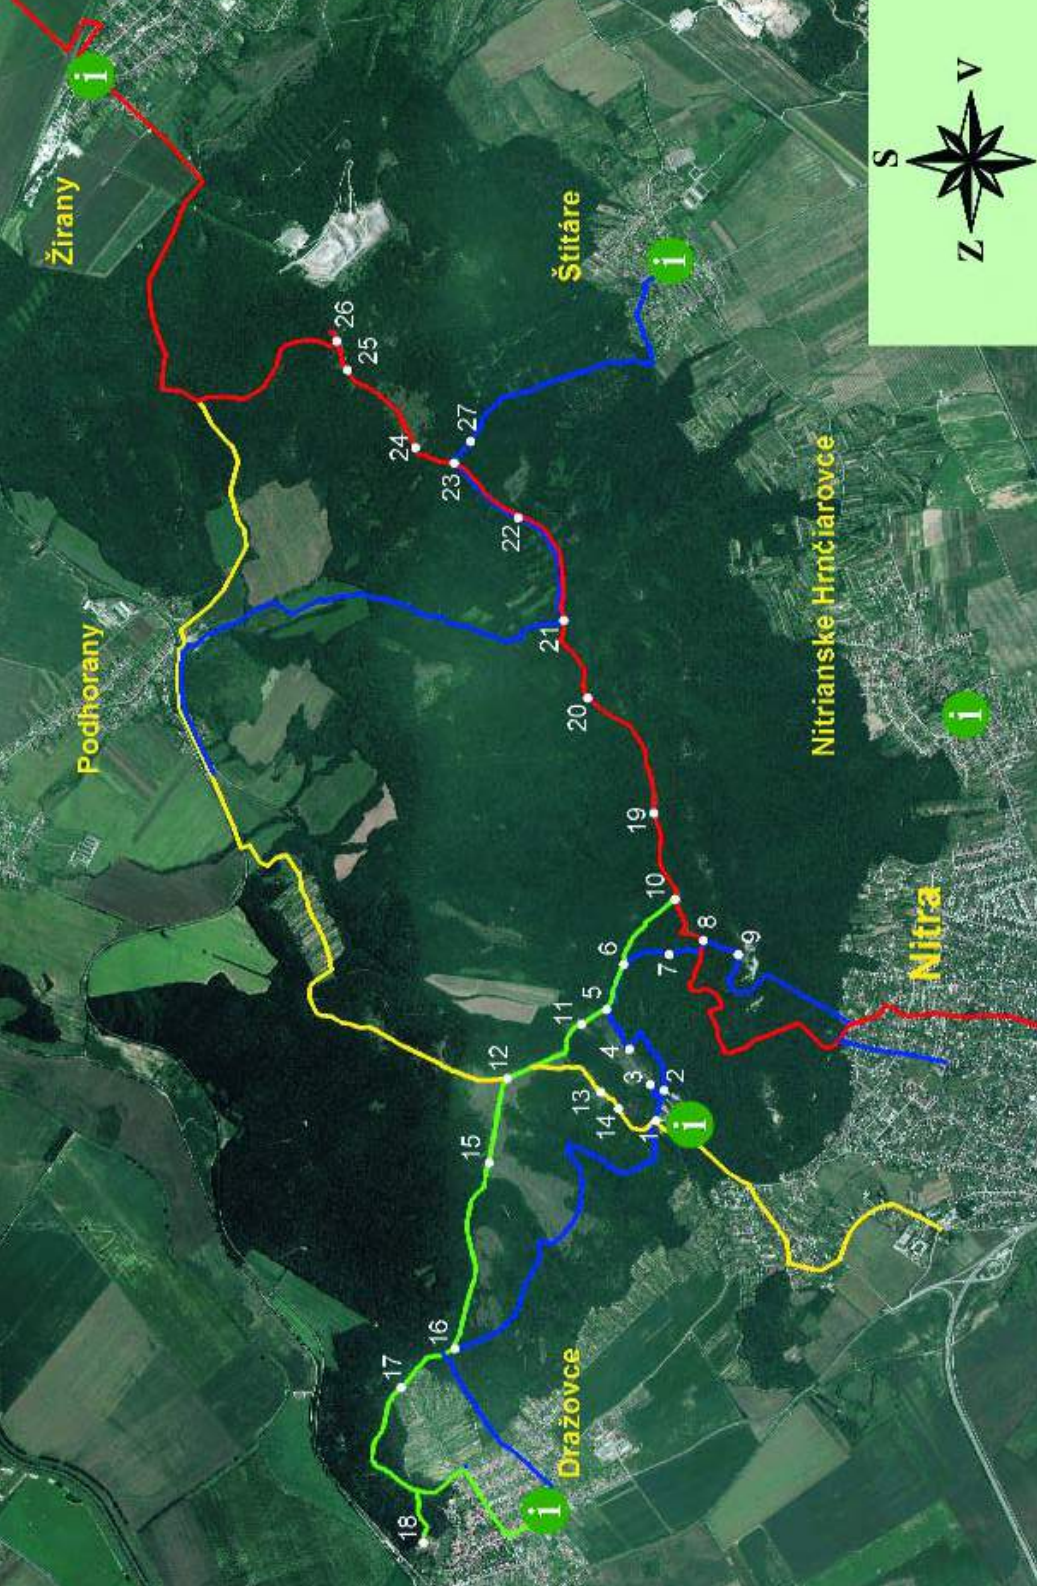 Žirany
i
Podhorany
Štitáre
i
Nitrianske Hrnčiarovce
i
Nitra
Dražovce
i
i
S
V
Z
1
2
3
4
5
6
7
8
9
10
11
12
13
14
15
16
17
18
19
20
21
22
23
24
25
26
27